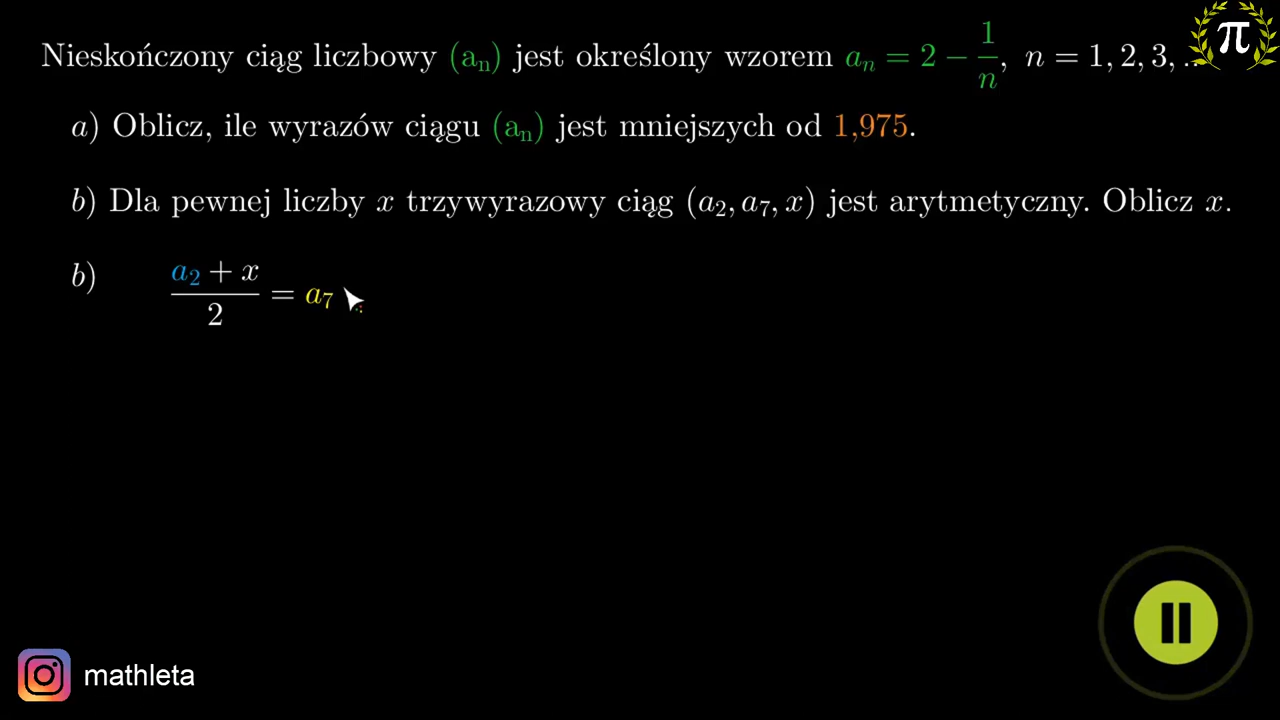 Nieskończony ciąg liczbowy (aₙ) jest określony wzorem aₙ = 2 − 1/n, n = 1, 2, 3, ..
a) Oblicz, ile wyrazów ciągu (aₙ) jest mniejszych od 1,975.
b) Dla pewnej liczby x trzywyrazowy ciąg (a₂, a₇, x) jest arytmetyczny. Oblicz x.
b) (a₂ + x)/2 = a₇
π
mathleta